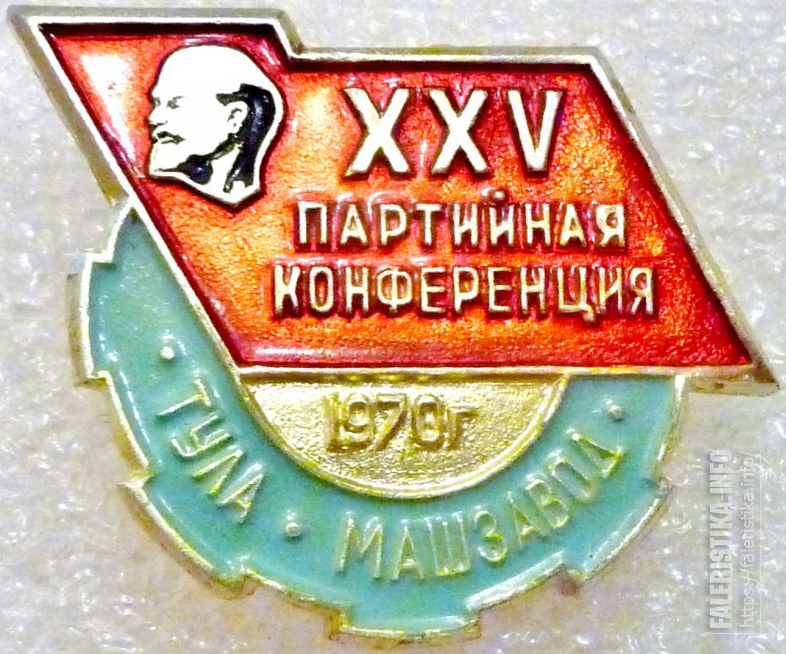 XXV
ПАРТИЙНАЯ
КОНФЕРЕНЦИЯ
1970г
· ТУЛА · МАШЗАВОД ·
FALERISTIKA.INFO
https://faleristika.info